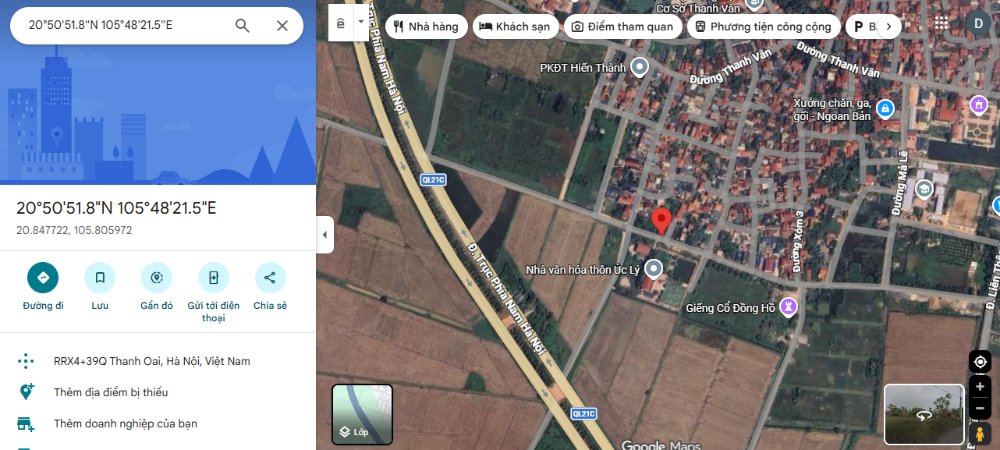 20°50'51.8"N 105°48'21.5"E
20°50'51.8"N 105°48'21.5"E
20.847722, 105.805972
Đường đi
Lưu
Gần đó
Gửi tới điện
thoại
Chia sẻ
RRX4+39Q Thanh Oai, Hà Nội, Việt Nam
Thêm địa điểm bị thiếu
Thêm doanh nghiệp của bạn
ê
Nhà hàng
Khách sạn
Điểm tham quan
Phương tiện công cộng
P
D
Cơ Sở Thanh Văn
Trục Phía Nam Hà Nội
PKĐT Hiến Thành
Đường Thanh Văn
Đường Thanh Văn
Xưởng chăn, ga,
gối - Ngoan Bản
QL21C
Đường Mả Lê
Đường Xóm 3
Đ. Trục Phía Nam Hà Nội
Nhà văn hóa thôn Úc Lý
Giếng Cổ Đồng Hồ
QL21C
Lớp
Google Maps